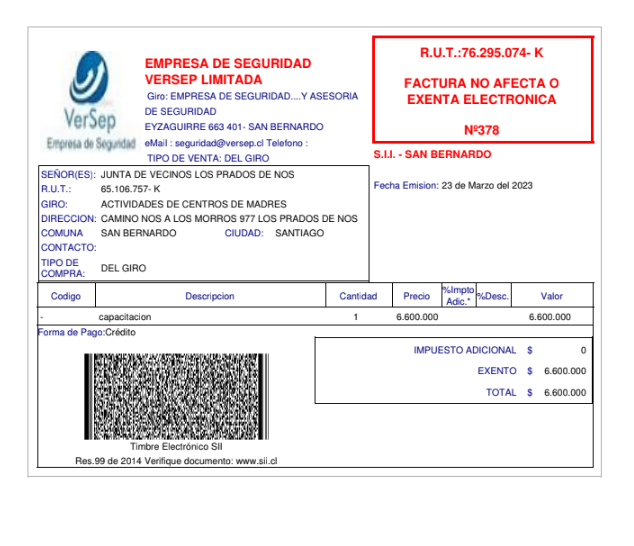 VerSep
Empresa de Seguridad
EMPRESA DE SEGURIDAD
VERSEP LIMITADA
Giro: EMPRESA DE SEGURIDAD....Y ASESORIA
DE SEGURIDAD
EYZAGUIRRE 663 401- SAN BERNARDO
eMail : seguridad@versep.cl Telefono :
TIPO DE VENTA: DEL GIRO
R.U.T.:76.295.074- K
FACTURA NO AFECTA O
EXENTA ELECTRONICA
Nº378
S.I.I. - SAN BERNARDO
Fecha Emision: 23 de Marzo del 2023
SEÑOR(ES): JUNTA DE VECINOS LOS PRADOS DE NOS
R.U.T.: 65.106.757- K
GIRO: ACTIVIDADES DE CENTROS DE MADRES
DIRECCION: CAMINO NOS A LOS MORROS 977 LOS PRADOS DE NOS
COMUNA SAN BERNARDO CIUDAD: SANTIAGO
CONTACTO:
TIPO DE COMPRA: DEL GIRO
Codigo Descripcion Cantidad Precio %Impto Adic.* %Desc. Valor
- capacitacion 1 6.600.000 6.600.000
Forma de Pago:Crédito
IMPUESTO ADICIONAL $ 0
EXENTO $ 6.600.000
TOTAL $ 6.600.000
Timbre Electrónico SII
Res.99 de 2014 Verifique documento: www.sii.cl